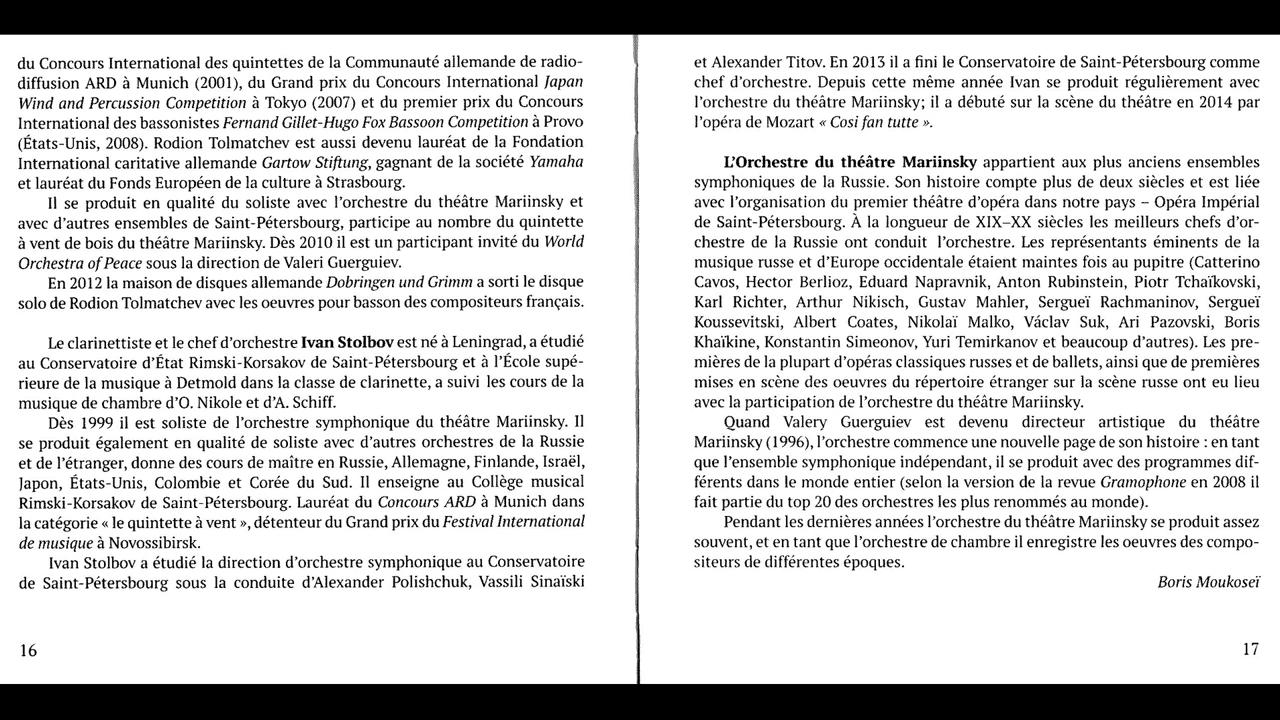 du Concours International des quintettes de la Communauté allemande de radio-
diffusion ARD à Munich (2001), du Grand prix du Concours International Japan
Wind and Percussion Competition à Tokyo (2007) et du premier prix du Concours
International des bassonistes Fernand Gillet-Hugo Fox Bassoon Competition à Provo
(États-Unis, 2008). Rodion Tolmatchev est aussi devenu lauréat de la Fondation
International caritative allemande Gartow Stiftung, gagnant de la société Yamaha
et lauréat du Fonds Européen de la culture à Strasbourg.
Il se produit en qualité du soliste avec l'orchestre du théâtre Mariinsky et
avec d'autres ensembles de Saint-Pétersbourg, participe au nombre du quintette
à vent de bois du théâtre Mariinsky. Dès 2010 il est un participant invité du World
Orchestra of Peace sous la direction de Valeri Guerguiev.
En 2012 la maison de disques allemande Dobringen und Grimm a sorti le disque
solo de Rodion Tolmatchev avec les oeuvres pour basson des compositeurs français.
Le clarinettiste et le chef d'orchestre Ivan Stolbov est né à Leningrad, a étudié
au Conservatoire d'État Rimski-Korsakov de Saint-Pétersbourg et à l'École supé-
rieure de la musique à Detmold dans la classe de clarinette, a suivi les cours de la
musique de chambre d'O. Nikole et d'A. Schiff.
Dès 1999 il est soliste de l'orchestre symphonique du théâtre Mariinsky. Il
se produit également en qualité de soliste avec d'autres orchestres de la Russie
et de l'étranger, donne des cours de maître en Russie, Allemagne, Finlande, Israël,
Japon, États-Unis, Colombie et Corée du Sud. Il enseigne au Collège musical
Rimski-Korsakov de Saint-Pétersbourg. Lauréat du Concours ARD à Munich dans
la catégorie « le quintette à vent », détenteur du Grand prix du Festival International
de musique à Novossibirsk.
Ivan Stolbov a étudié la direction d'orchestre symphonique au Conservatoire
de Saint-Pétersbourg sous la conduite d'Alexander Polishchuk, Vassili Sinaïski
16
et Alexander Titov. En 2013 il a fini le Conservatoire de Saint-Pétersbourg comme
chef d'orchestre. Depuis cette même année Ivan se produit régulièrement avec
l'orchestre du théâtre Mariinsky; il a débuté sur la scène du théâtre en 2014 par
l'opéra de Mozart « Cosi fan tutte ».
L'Orchestre du théâtre Mariinsky appartient aux plus anciens ensembles
symphoniques de la Russie. Son histoire compte plus de deux siècles et est liée
avec l'organisation du premier théâtre d'opéra dans notre pays – Opéra Impérial
de Saint-Pétersbourg. À la longueur de XIX–XX siècles les meilleurs chefs d'or-
chestre de la Russie ont conduit l'orchestre. Les représentants éminents de la
musique russe et d'Europe occidentale étaient maintes fois au pupitre (Catterino
Cavos, Hector Berlioz, Eduard Napravnik, Anton Rubinstein, Piotr Tchaïkovski,
Karl Richter, Arthur Nikisch, Gustav Mahler, Sergueï Rachmaninov, Sergueï
Koussevitski, Albert Coates, Nikolaï Malko, Václav Suk, Ari Pazovski, Boris
Khaïkine, Konstantin Simeonov, Yuri Temirkanov et beaucoup d'autres). Les pre-
mières de la plupart d'opéras classiques russes et de ballets, ainsi que de premières
mises en scène des oeuvres du répertoire étranger sur la scène russe ont eu lieu
avec la participation de l'orchestre du théâtre Mariinsky.
Quand Valery Guerguiev est devenu directeur artistique du théâtre
Mariinsky (1996), l'orchestre commence une nouvelle page de son histoire : en tant
que l'ensemble symphonique indépendant, il se produit avec des programmes dif-
férents dans le monde entier (selon la version de la revue Gramophone en 2008 il
fait partie du top 20 des orchestres les plus renommés au monde).
Pendant les dernières années l'orchestre du théâtre Mariinsky se produit assez
souvent, et en tant que l'orchestre de chambre il enregistre les oeuvres des compo-
siteurs de différentes époques.
Boris Moukoseï
17